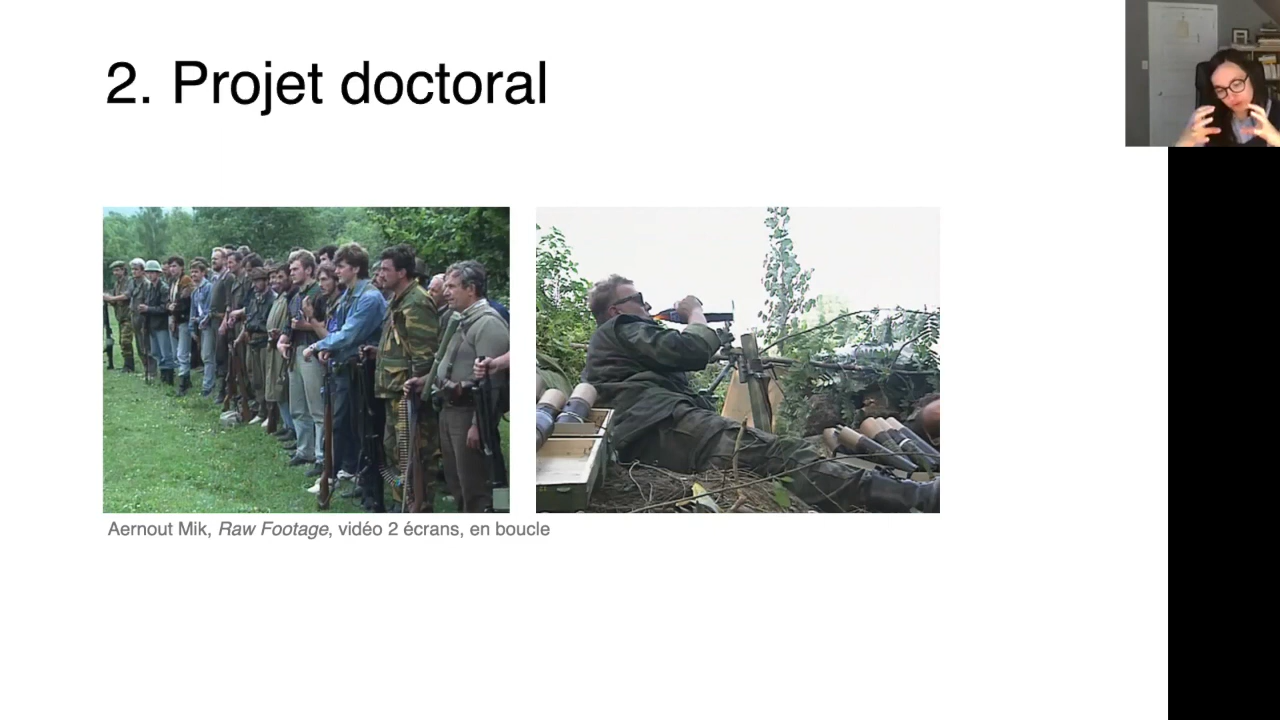 2. Projet doctoral
Aernout Mik, Raw Footage, vidéo 2 écrans, en boucle